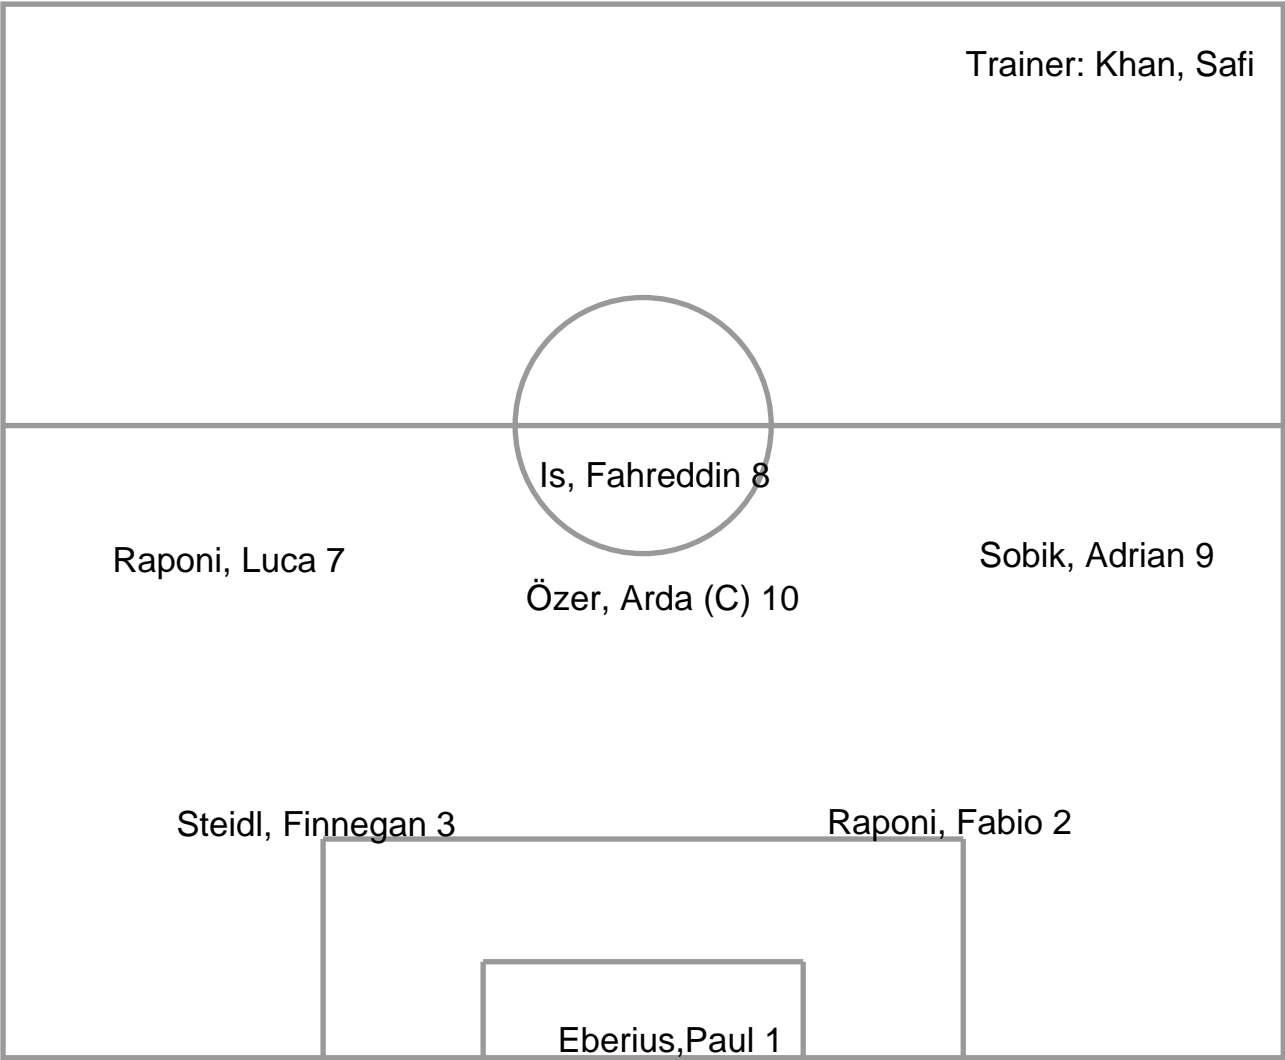 Trainer: Khan, Safi
Is, Fahreddin 8
Raponi, Luca 7
Sobik, Adrian 9
Özer, Arda (C) 10
Steidl, Finnegan 3
Raponi, Fabio 2
Eberius,Paul 1